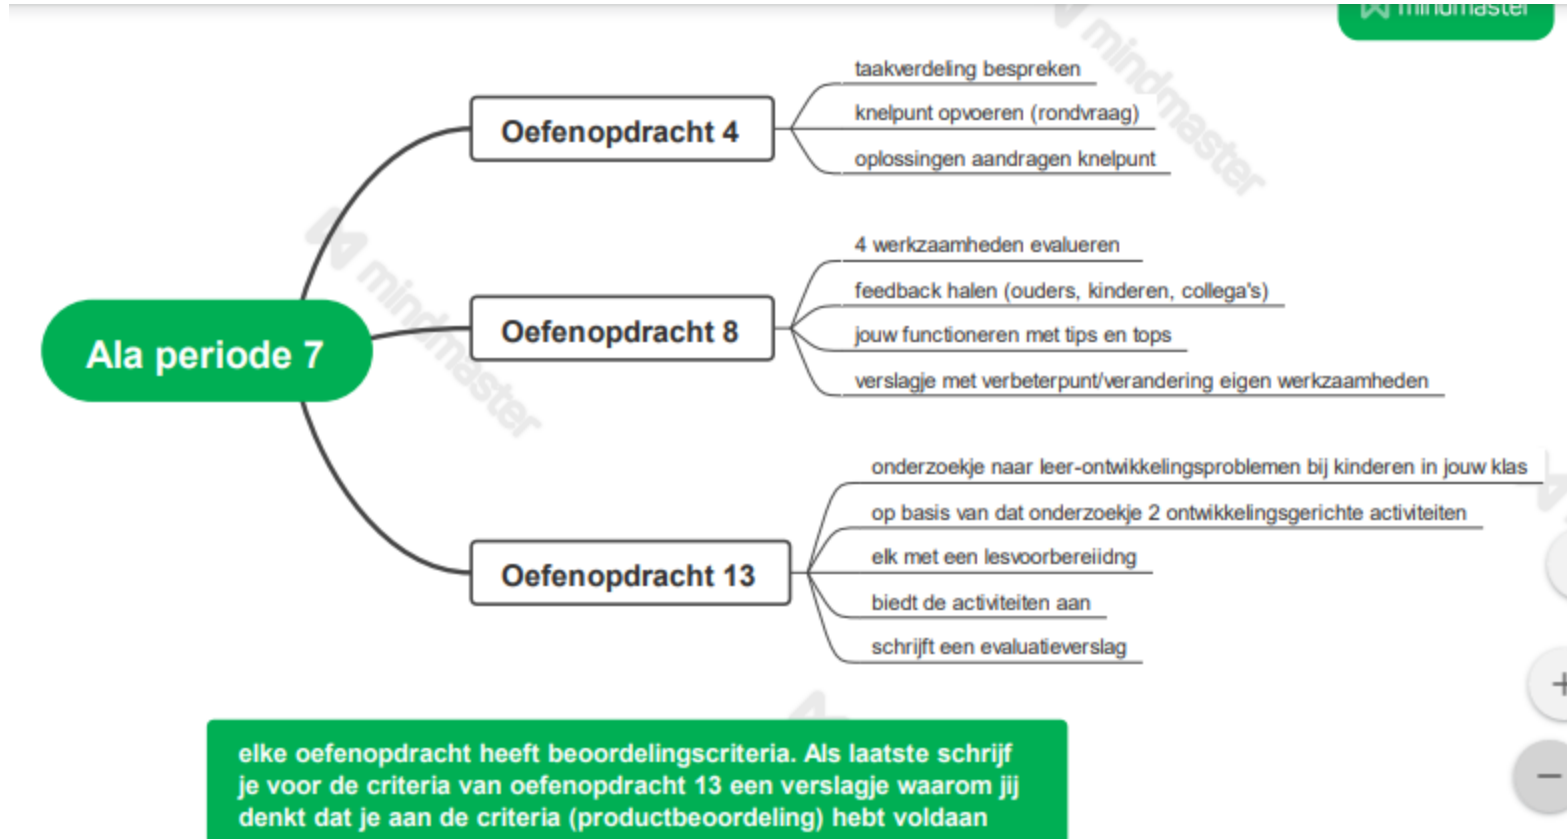 mindmaster
taakverdeling bespreken
knelpunt opvoeren (rondvraag)
oplossingen aandragen knelpunt
Oefenopdracht 4
mindmaster
4 werkzaamheden evalueren
feedback halen (ouders, kinderen, collega's)
jouw functioneren met tips en tops
verslagje met verbeterpunt/verandering eigen werkzaamheden
Oefenopdracht 8
Ala periode 7
mindmaster
onderzoekje naar leer-ontwikkelingsproblemen bij kinderen in jouw klas
op basis van dat onderzoekje 2 ontwikkelingsgerichte activiteiten
elk met een lesvoorbereiidng
biedt de activiteiten aan
schrijft een evaluatieverslag
Oefenopdracht 13
elke oefenopdracht heeft beoordelingscriteria. Als laatste schrijf
je voor de criteria van oefenopdracht 13 een verslagje waarom jij
denkt dat je aan de criteria (productbeoordeling) hebt voldaan